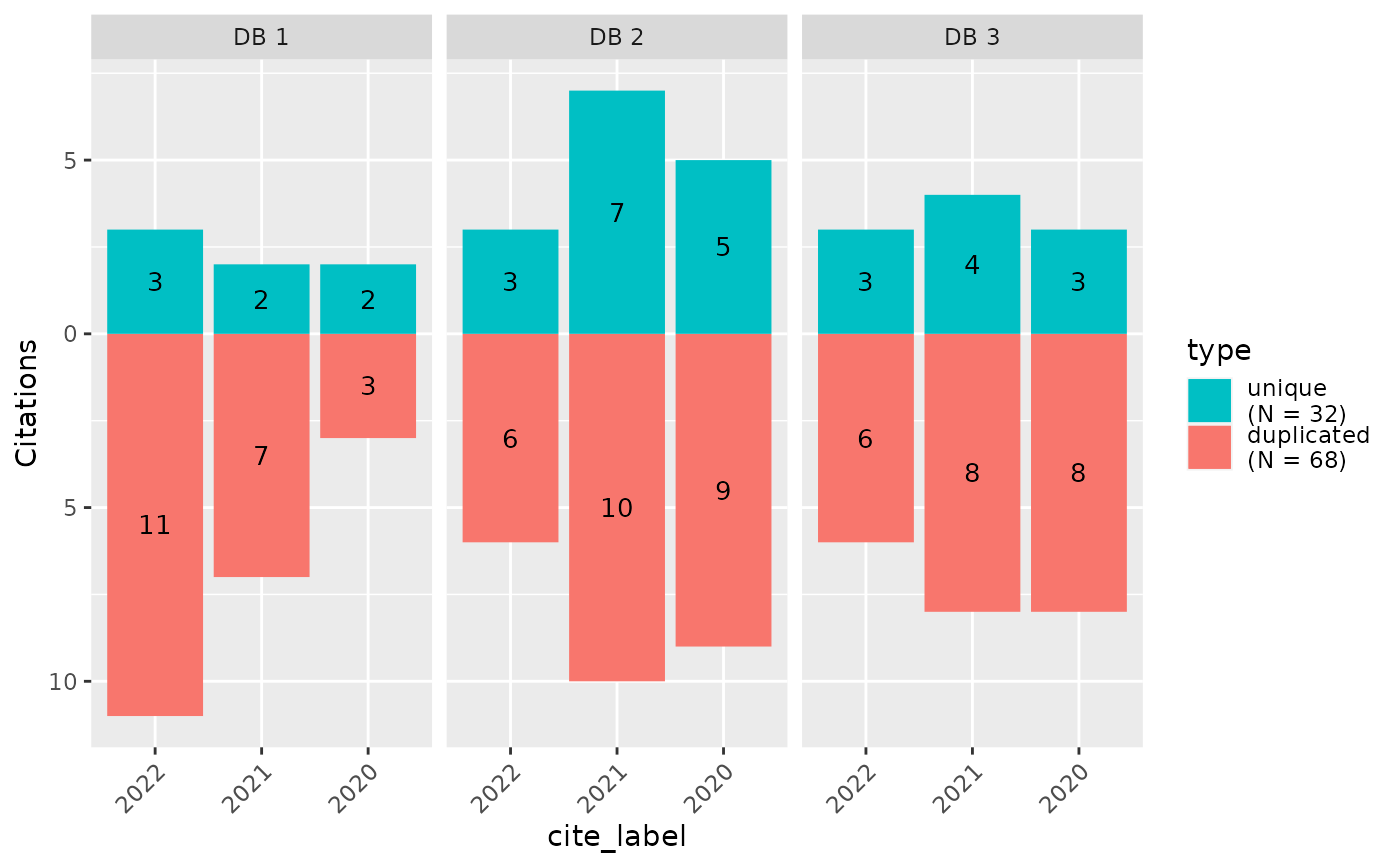 DB 1 DB 2 DB 3
5
0
5
10
Citations
3 2 2 3 7 5 3 4 3
11 7 3 6 10 9 6 8 8
2022 2021 2020 2022 2021 2020 2022 2021 2020
cite_label
type
unique
(N = 32)
duplicated
(N = 68)